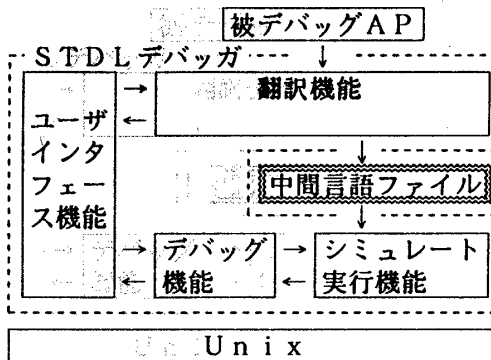 被デバッグAP
STDLデバッガ
翻訳機能
ユーザ
インタ
フェー
ス機能
中間言語ファイル
デバッグ
機能
シミュレート
実行機能
Unix